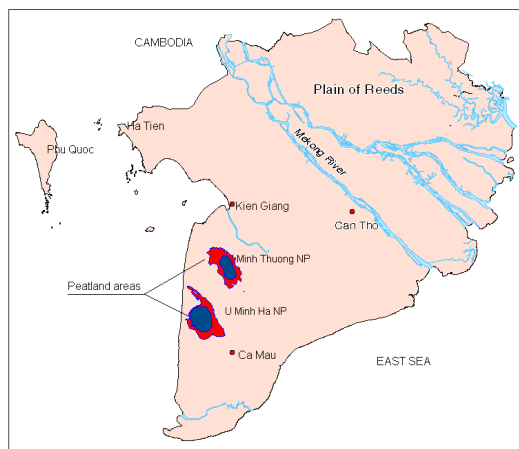 CAMBODIA
Plain of Reeds
Ha Tien
Phu Quoc
Mekong River
Kien Giang
Can Tho
Minh Thuong NP
Peatland areas
U Minh Ha NP
Ca Mau
EAST SEA